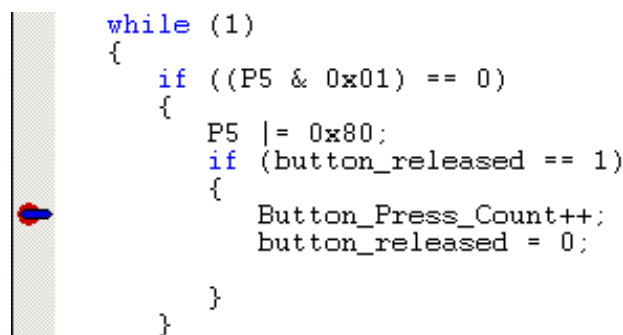 while (1)
{
if ((P5 & 0x01) == 0)
{
P5 |= 0x80;
if (button_released == 1)
{
Button_Press_Count++;
button_released = 0;
}
}